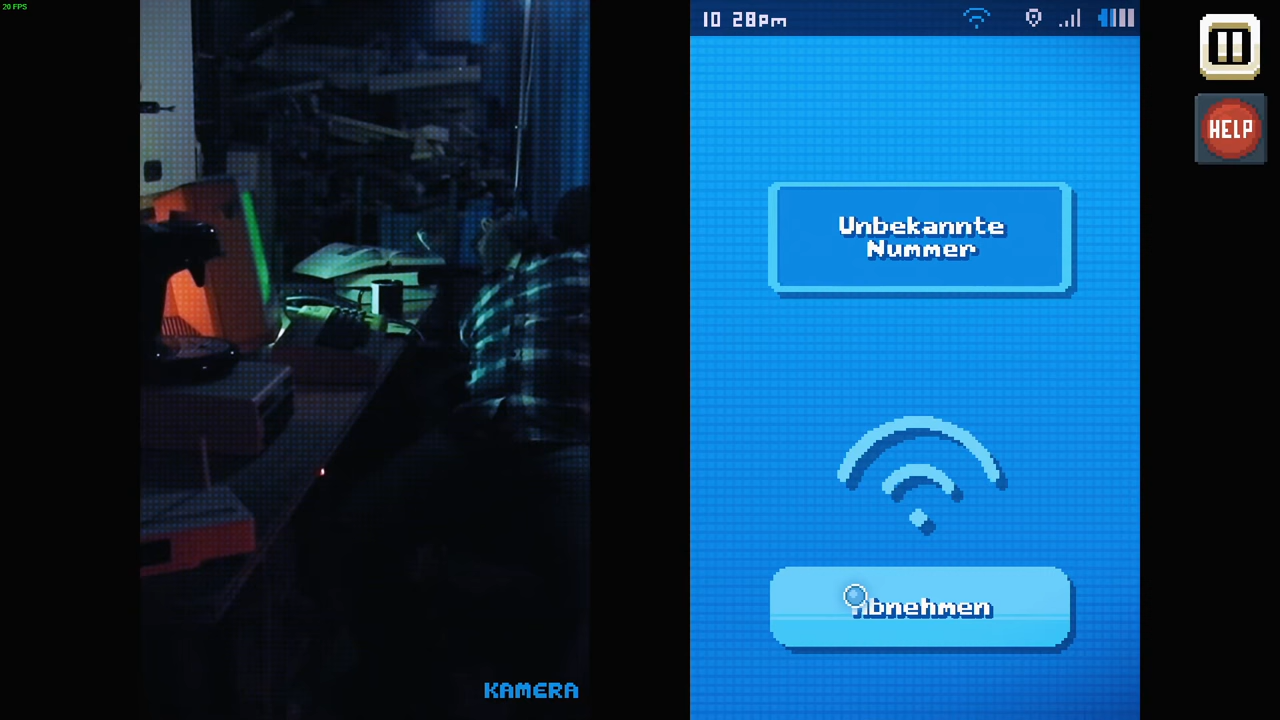 20 FPS
10 28pm
HELP
Unbekannte
Nummer
Abnehmen
KAMERA